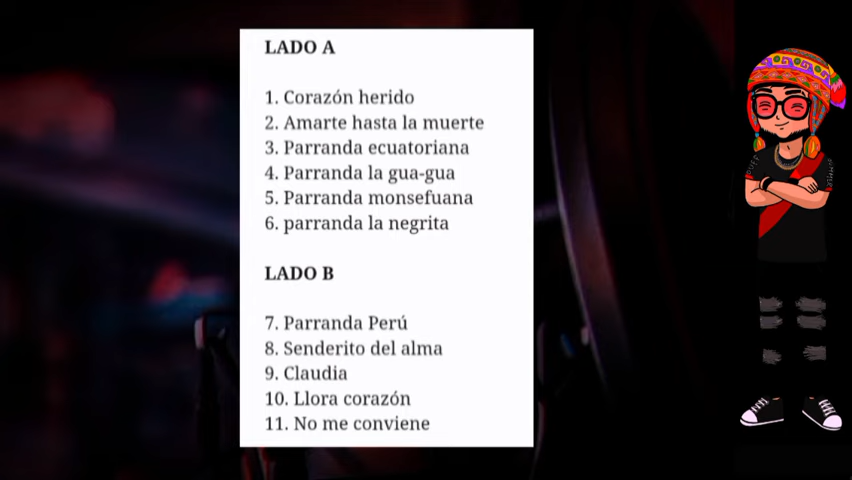 LADO A
1. Corazón herido
2. Amarte hasta la muerte
3. Parranda ecuatoriana
4. Parranda la gua-gua
5. Parranda monsefuana
6. parranda la negrita
LADO B
7. Parranda Perú
8. Senderito del alma
9. Claudia
10. Llora corazón
11. No me conviene